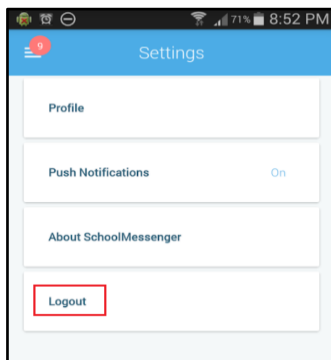 71% 8:52 PM
9
Settings
Profile
Push Notifications On
About SchoolMessenger
Logout